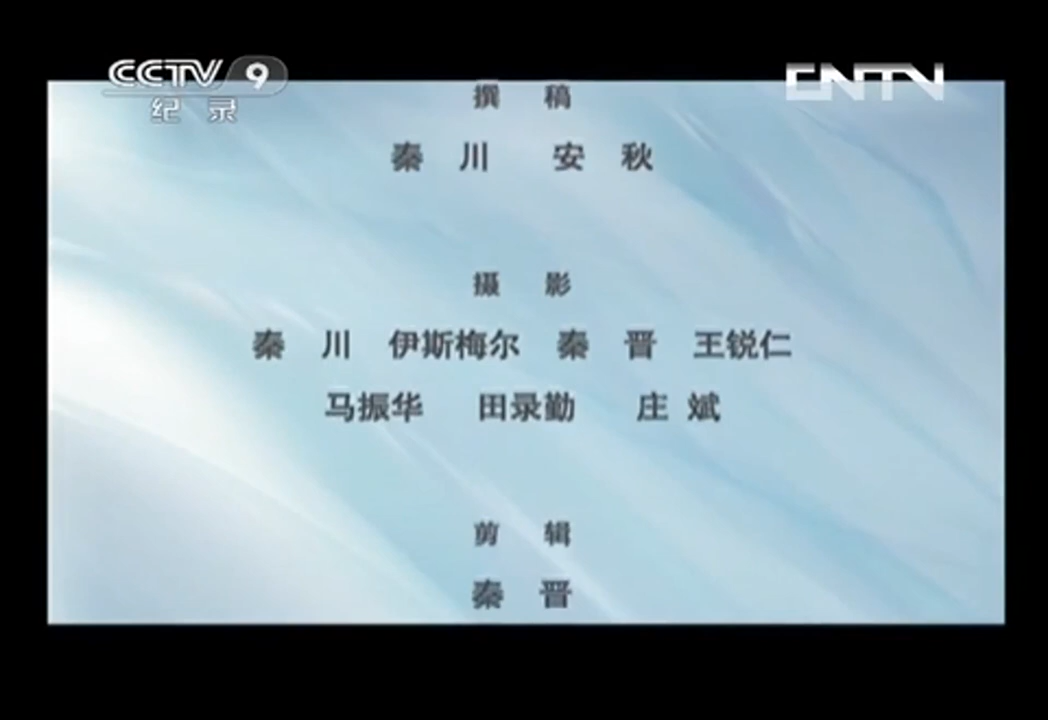 CCTV 9
纪 录
CNTV
撰 稿
秦 川 安 秋
摄 影
秦 川 伊斯梅尔 秦 晋 王锐仁
马振华 田录勤 庄 斌
剪 辑
秦 晋